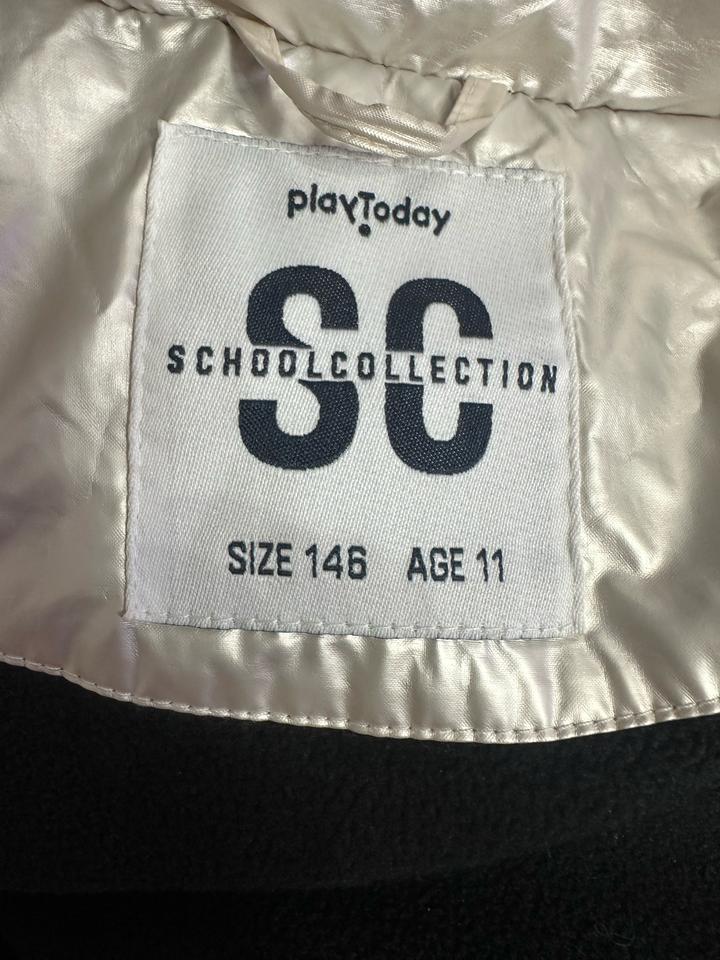 playToday
SC
SCHOOLCOLLECTION
SIZE 146 AGE 11